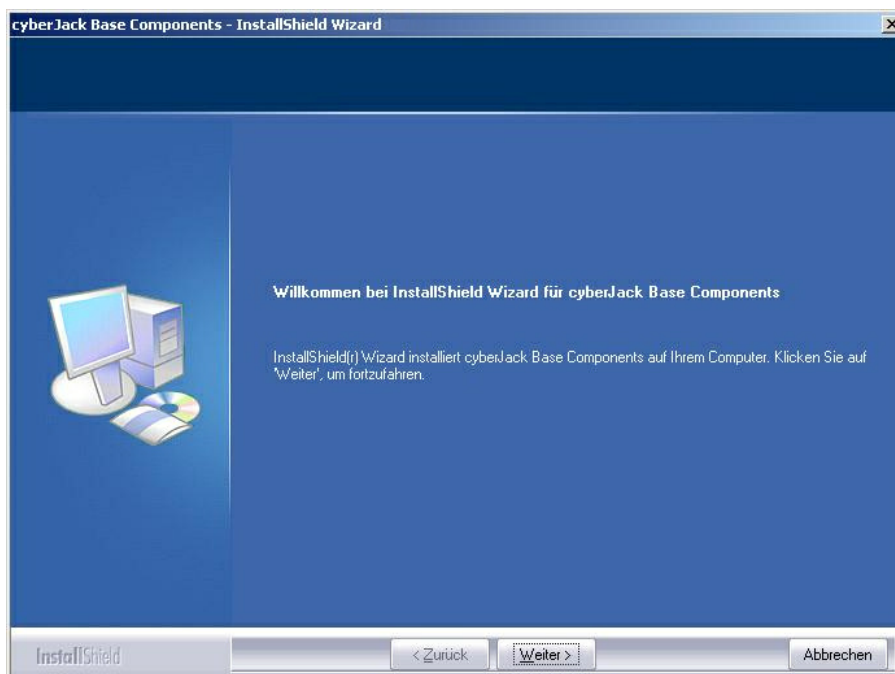 cyberJack Base Components - InstallShield Wizard
Willkommen bei InstallShield Wizard für cyberJack Base Components
InstallShield(r) Wizard installiert cyberJack Base Components auf Ihrem Computer. Klicken Sie auf
'Weiter', um fortzufahren.
InstallShield
< Zurück
Weiter >
Abbrechen